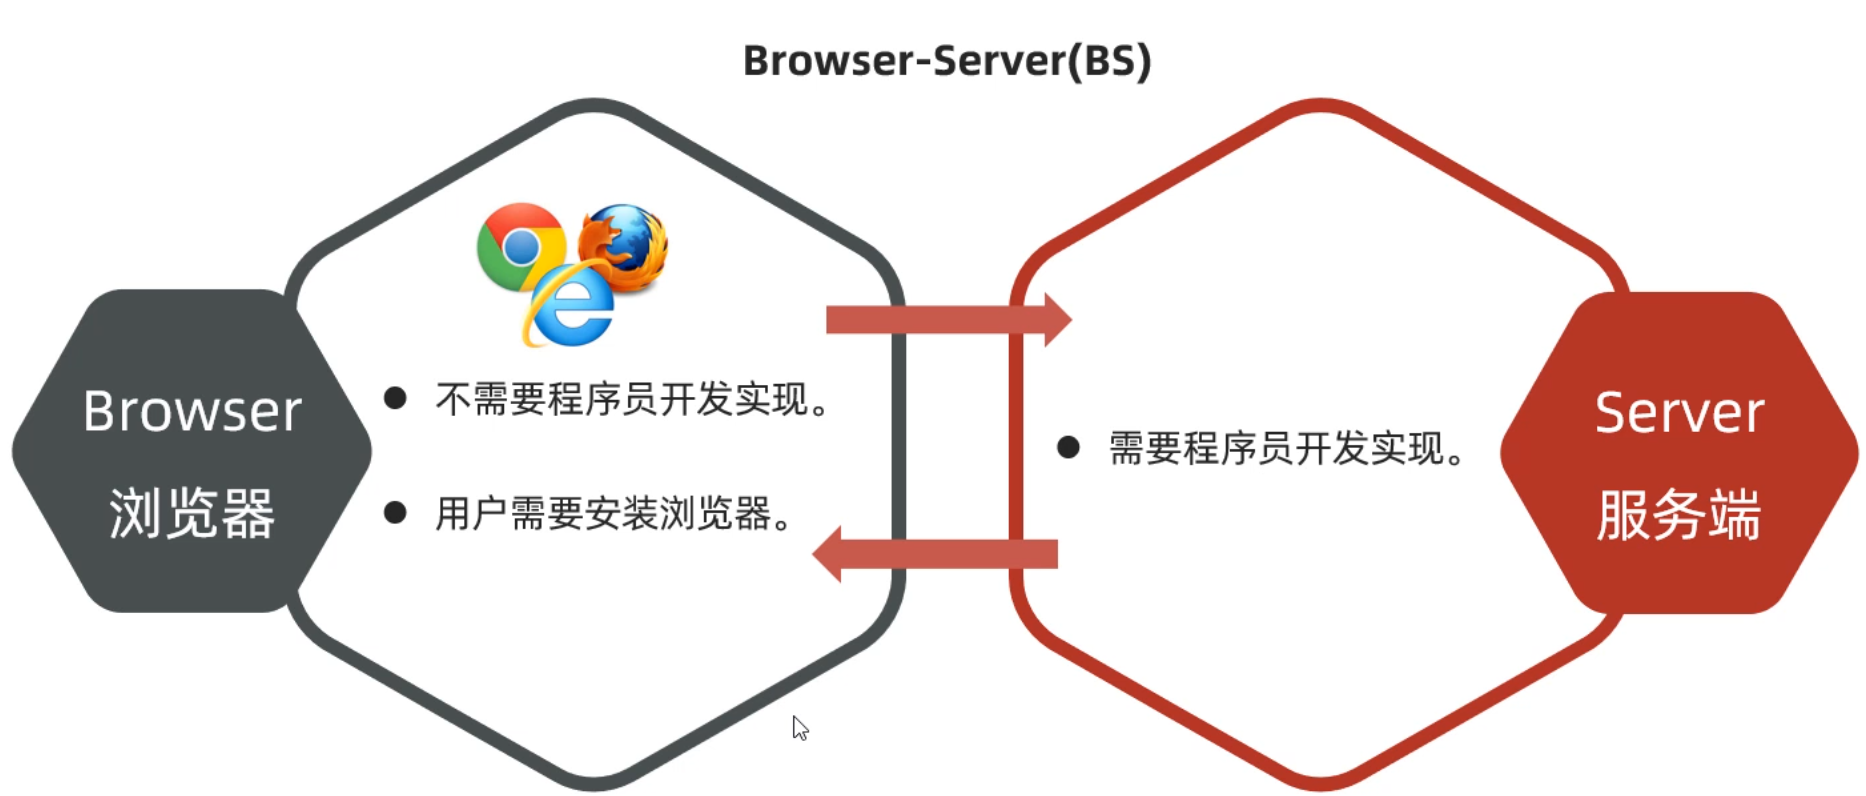 Browser-Server(BS)
Browser
浏览器
● 不需要程序员开发实现。
● 用户需要安装浏览器。
● 需要程序员开发实现。
Server
服务端